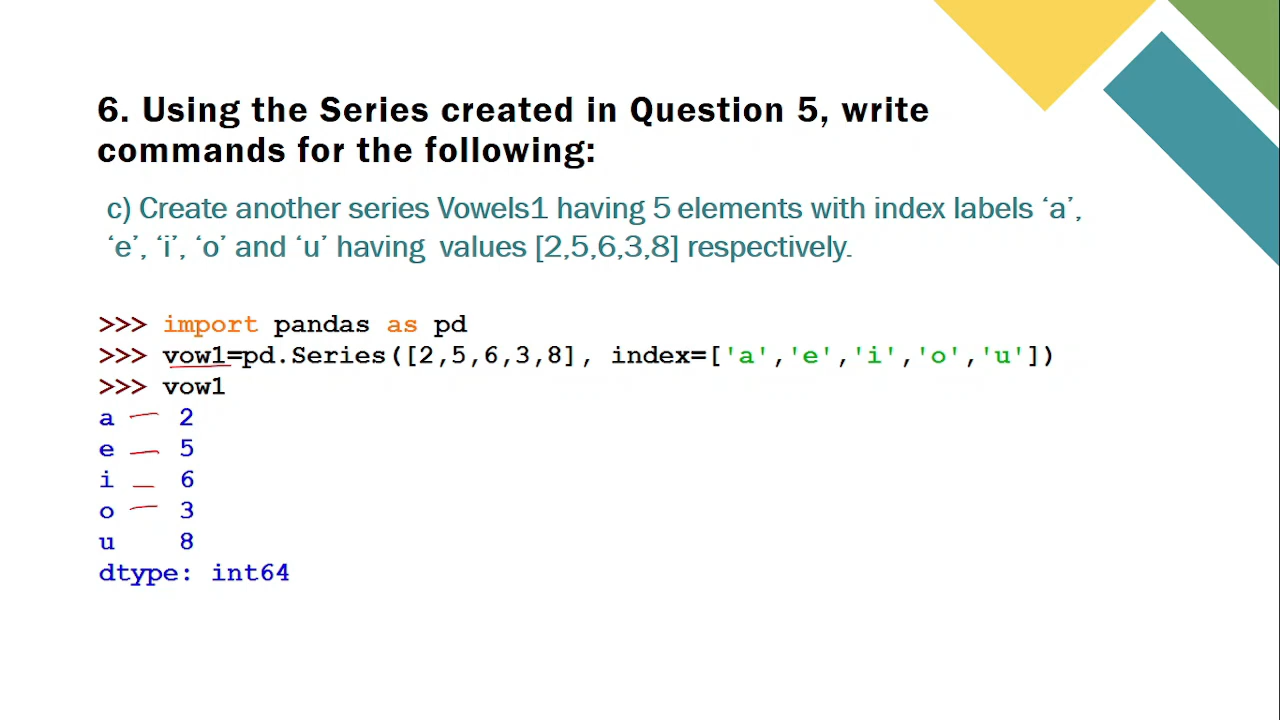 6. Using the Series created in Question 5, write
commands for the following:
c) Create another series Vowels1 having 5 elements with index labels ‘a’,
‘e’, ‘i’, ‘o’ and ‘u’ having values [2,5,6,3,8] respectively.
>>> import pandas as pd
>>> vow1=pd.Series([2,5,6,3,8], index=['a','e','i','o','u'])
>>> vow1
a 2
e 5
i 6
o 3
u 8
dtype: int64